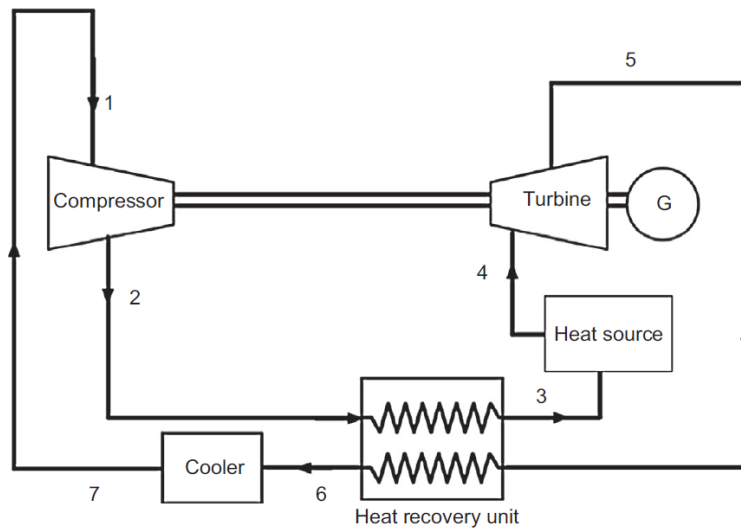 5
1
Compressor
Turbine
G
2
4
Heat source
3
Cooler
6
7
Heat recovery unit